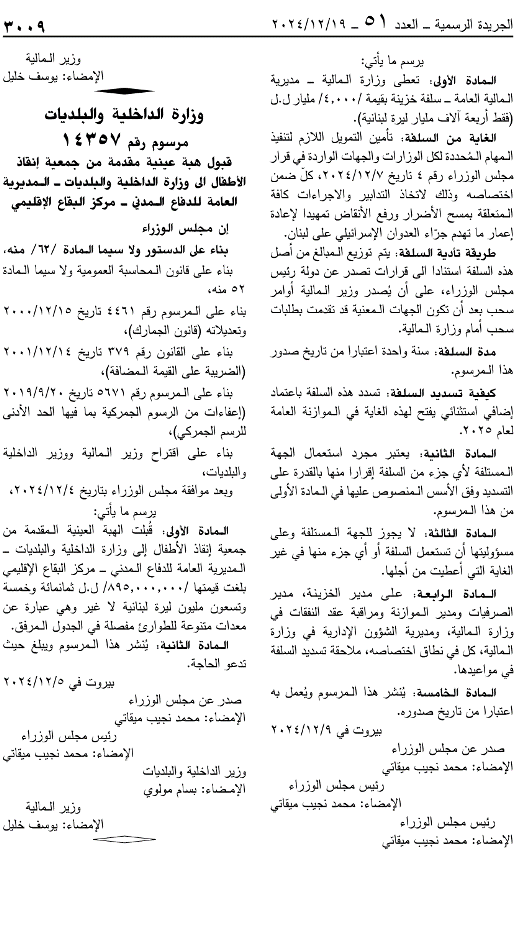 الجريدة الرسمية ــ العدد ٥١ ــ ٢٠٢٤/١٢/١٩
٣٠٠٩
يرسم ما يأتي:
المادة الأولى: تعطى وزارة المالية ــ مديرية
المالية العامة ــ سلفة خزينة بقيمة /٤,٠٠٠/ مليار ل.ل
(فقط أربعة آلاف مليار ليرة لبنانية).
الغاية من السلفة: تأمين التمويل اللازم لتنفيذ
المهام المُحددة لكل الوزارات والجهات الواردة في قرار
مجلس الوزراء رقم ٤ تاريخ ٢٠٢٤/١٢/٧، كلّ ضمن
اختصاصه وذلك لاتخاذ التدابير والاجراءات كافة
المتعلقة بمسح الأضرار ورفع الأنقاض تمهيدا لإعادة
إعمار ما تهدم جرّاء العدوان الإسرائيلي على لبنان.
طريقة تأدية السلفة: يتم توزيع المبالغ من أصل
هذه السلفة استنادا الى قرارات تصدر عن دولة رئيس
مجلس الوزراء، على أن يُصدر وزير المالية أوامر
سحب بعد أن تكون الجهات المعنية قد تقدمت بطلبات
سحب أمام وزارة المالية.
مدة السلفة: سنة واحدة اعتبارا من تاريخ صدور
هذا المرسوم.
كيفية تسديد السلفة: تسدد هذه السلفة باعتماد
إضافي استثنائي يفتح لهذه الغاية في الموازنة العامة
لعام ٢٠٢٥.
المادة الثانية: يعتبر مجرد استعمال الجهة
المستلفة لأي جزء من السلفة إقرارا منها بالقدرة على
التسديد وفق الأسس المنصوص عليها في المادة الأولى
من هذا المرسوم.
المادة الثالثة: لا يجوز للجهة المستلفة وعلى
مسؤوليتها أن تستعمل السلفة أو أي جزء منها في غير
الغاية التي أعطيت من أجلها.
المادة الرابعة: على مدير الخزينة، مدير
الصرفيات ومدير الموازنة ومراقبة عقد النفقات في
وزارة المالية، ومديرية الشؤون الإدارية في وزارة
المالية، كل في نطاق اختصاصه، ملاحقة تسديد السلفة
في مواعيدها.
المادة الخامسة: يُنشر هذا المرسوم ويُعمل به
اعتبارا من تاريخ صدوره.
بيروت في ٢٠٢٤/١٢/٩
صدر عن مجلس الوزراء
الإمضاء: محمد نجيب ميقاتي
رئيس مجلس الوزراء
الإمضاء: محمد نجيب ميقاتي
رئيس مجلس الوزراء
الإمضاء: محمد نجيب ميقاتي
وزير المالية
الإمضاء: يوسف خليل
وزارة الداخلية والبلديات
مرسوم رقم ١٤٣٥٧
قبول هبة عينية مقدمة من جمعية إنقاذ
الأطفال الى وزارة الداخلية والبلديات ــ المديرية
العامة للدفاع المدني ــ مركز البقاع الإقليمي
إن مجلس الوزراء
بناء على الدستور ولا سيما المادة /٦٢/ منه،
بناء على قانون المحاسبة العمومية ولا سيما المادة
٥٢ منه،
بناء على المرسوم رقم ٤٤٦١ تاريخ ٢٠٠٠/١٢/١٥
وتعديلاته (قانون الجمارك)،
بناء على القانون رقم ٣٧٩ تاريخ ٢٠٠١/١٢/١٤
(الضريبة على القيمة المضافة)،
بناء على المرسوم رقم ٥٦٧١ تاريخ ٢٠١٩/٩/٢٠
(إعفاءات من الرسوم الجمركية بما فيها الحد الأدنى
للرسم الجمركي)،
بناء على اقتراح وزير المالية ووزير الداخلية
والبلديات،
وبعد موافقة مجلس الوزراء بتاريخ ٢٠٢٤/١٢/٤،
يرسم ما يأتي:
المادة الأولى: قُبلت الهبة العينية المقدمة من
جمعية إنقاذ الأطفال إلى وزارة الداخلية والبلديات ــ
المديرية العامة للدفاع المدني ــ مركز البقاع الإقليمي
بلغت قيمتها /٨٩٥,٠٠٠,٠٠٠/ ل.ل ثمانمائة وخمسة
وتسعون مليون ليرة لبنانية لا غير وهي عبارة عن
معدات متنوعة للطوارئ مفصلة في الجدول المرفق.
المادة الثانية: يُنشر هذا المرسوم ويبلغ حيث
تدعو الحاجة.
بيروت في ٢٠٢٤/١٢/٥
صدر عن مجلس الوزراء
الإمضاء: محمد نجيب ميقاتي
رئيس مجلس الوزراء
الإمضاء: محمد نجيب ميقاتي
وزير الداخلية والبلديات
الإمضاء: بسام مولوي
وزير المالية
الإمضاء: يوسف خليل